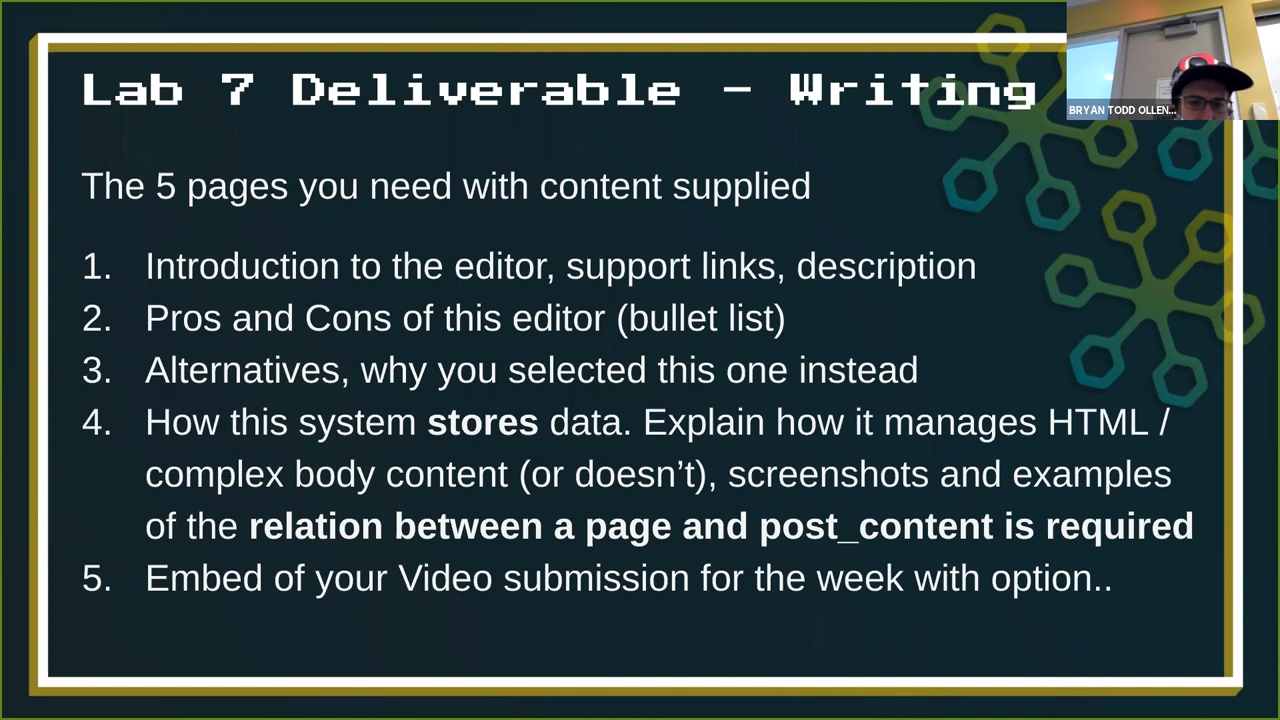 Lab 7 Deliverable - Writing
BRYAN TODD OLLEN...
The 5 pages you need with content supplied
1. Introduction to the editor, support links, description
2. Pros and Cons of this editor (bullet list)
3. Alternatives, why you selected this one instead
4. How this system stores data. Explain how it manages HTML /
complex body content (or doesn’t), screenshots and examples
of the relation between a page and post_content is required
5. Embed of your Video submission for the week with option..